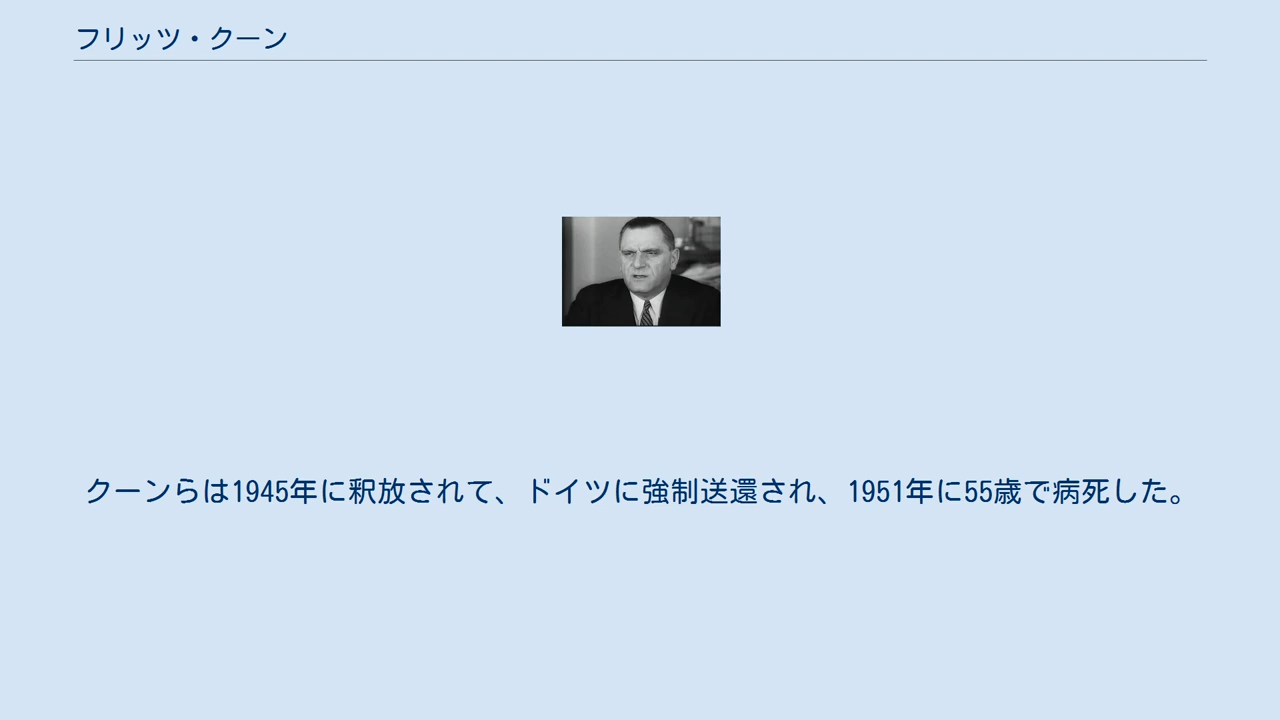 フリッツ・クーン
クーンらは1945年に釈放されて、ドイツに強制送還され、1951年に55歳で病死した。